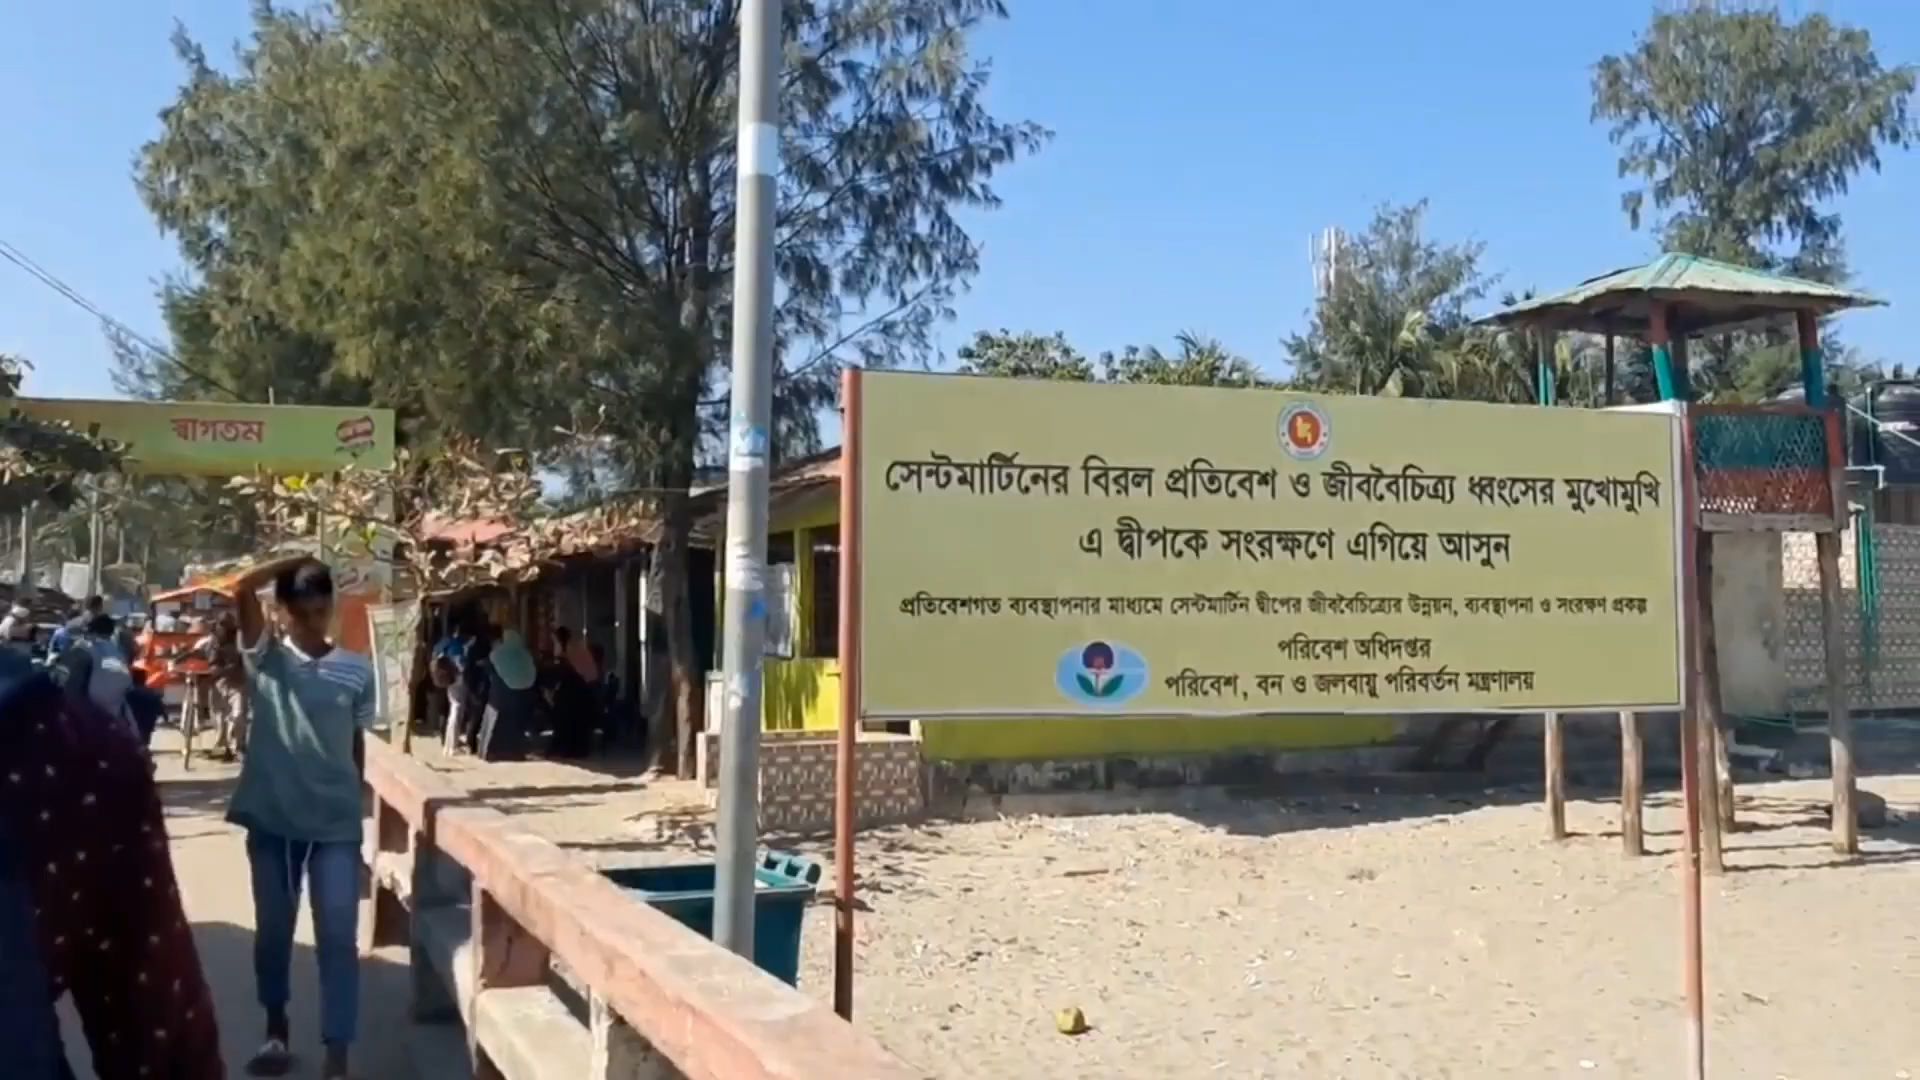 স্বাগতম
সেন্টমার্টিনের বিরল প্রতিবেশ ও জীববৈচিত্র্য ধ্বংসের মুখোমুখি
এ দ্বীপকে সংরক্ষণে এগিয়ে আসুন
প্রতিবেশগত ব্যবস্থাপনার মাধ্যমে সেন্টমার্টিন দ্বীপের জীববৈচিত্র্যের উন্নয়ন, ব্যবস্থাপনা ও সংরক্ষণ প্রকল্প
পরিবেশ অধিদপ্তর
পরিবেশ, বন ও জলবায়ু পরিবর্তন মন্ত্রণালয়